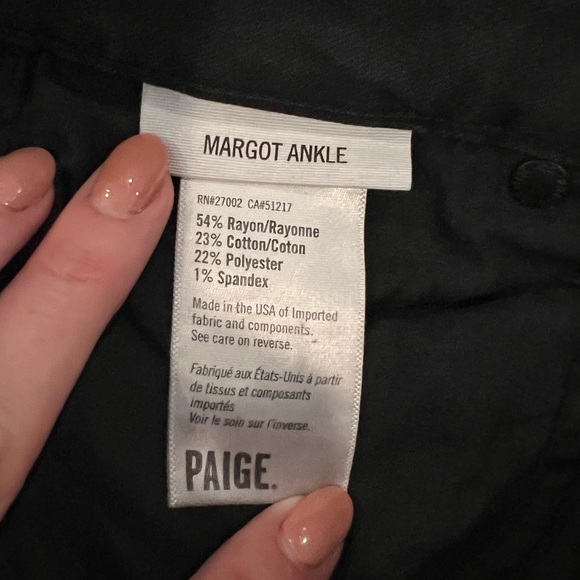 MARGOT ANKLE
RN#27002 CA#51217
54% Rayon/Rayonne
23% Cotton/Coton
22% Polyester
1% Spandex
Made in the USA of Imported
fabric and components.
See care on reverse.
Fabriqué aux États-Unis à partir
de tissus et composants
importés
Voir le soin sur l'inverse.
PAIGE.